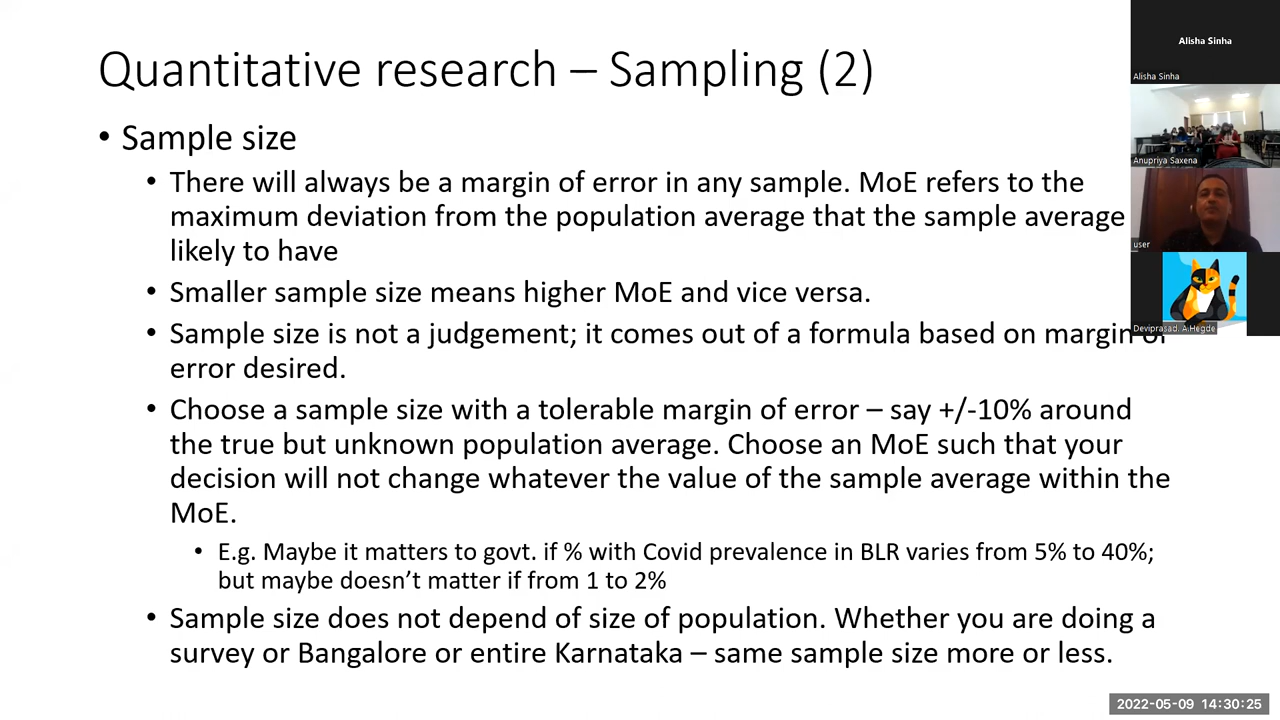 Quantitative research – Sampling (2)
• Sample size
• There will always be a margin of error in any sample. MoE refers to the
maximum deviation from the population average that the sample average
likely to have
• Smaller sample size means higher MoE and vice versa.
• Sample size is not a judgement; it comes out of a formula based on margin of
error desired.
• Choose a sample size with a tolerable margin of error – say +/-10% around
the true but unknown population average. Choose an MoE such that your
decision will not change whatever the value of the sample average within the
MoE.
• E.g. Maybe it matters to govt. if % with Covid prevalence in BLR varies from 5% to 40%;
but maybe doesn't matter if from 1 to 2%
• Sample size does not depend of size of population. Whether you are doing a
survey or Bangalore or entire Karnataka – same sample size more or less.
Alisha Sinha
Alisha Sinha
Anupriya Saxena
user
Deviprasad. A Hegde
2022-05-09 14:30:25